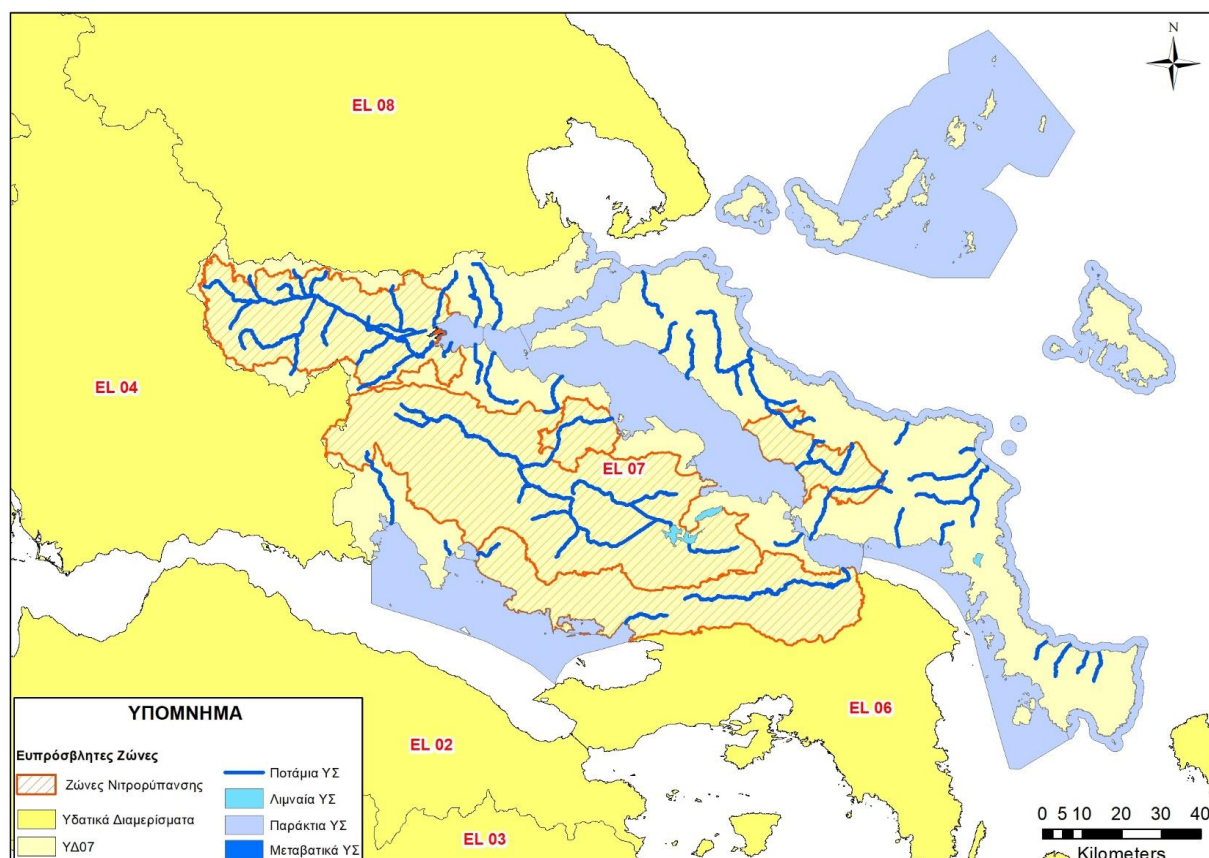 N
EL 08
EL 04
EL 07
EL 06
EL 02
EL 03
ΥΠΟΜΝΗΜΑ
Ευπρόσβλητες Ζώνες
Ζώνες Νιτρορύπανσης
Υδατικά Διαμερίσματα
ΥΔ07
Ποτάμια ΥΣ
Λιμναία ΥΣ
Παράκτια ΥΣ
Μεταβατικά ΥΣ
0 5 10 20 30 40
Kilometers